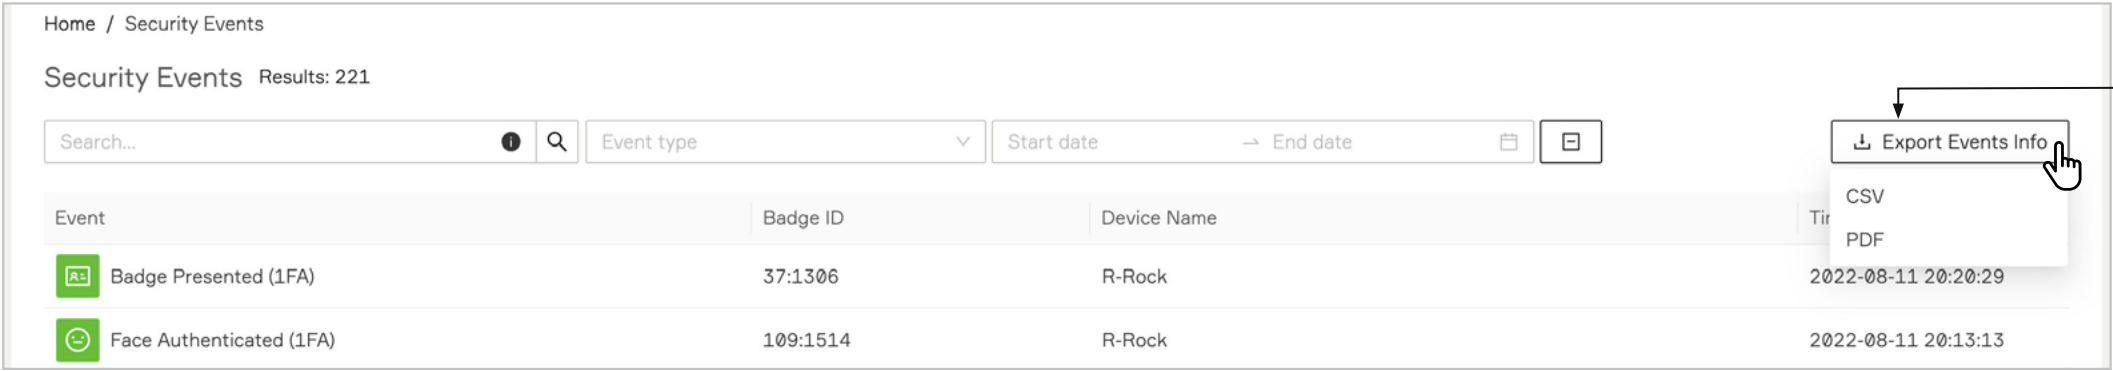 Home / Security Events
Security Events Results: 221
Search... Event type Start date End date Export Events Info
CSV
PDF
Event Badge ID Device Name
Badge Presented (1FA) 37:1306 R-Rock 2022-08-11 20:20:29
Face Authenticated (1FA) 109:1514 R-Rock 2022-08-11 20:13:13